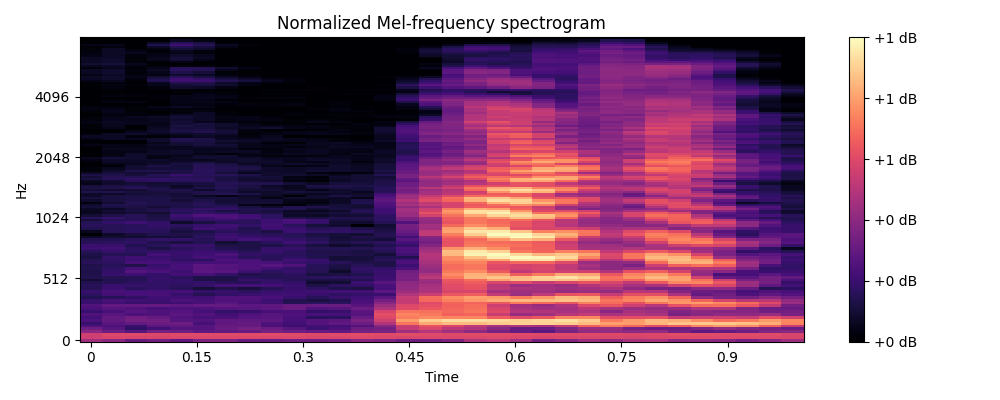 Normalized Mel-frequency spectrogram
Hz
4096
2048
1024
512
0
0 0.15 0.3 0.45 0.6 0.75 0.9
Time
+1 dB
+1 dB
+1 dB
+0 dB
+0 dB
+0 dB